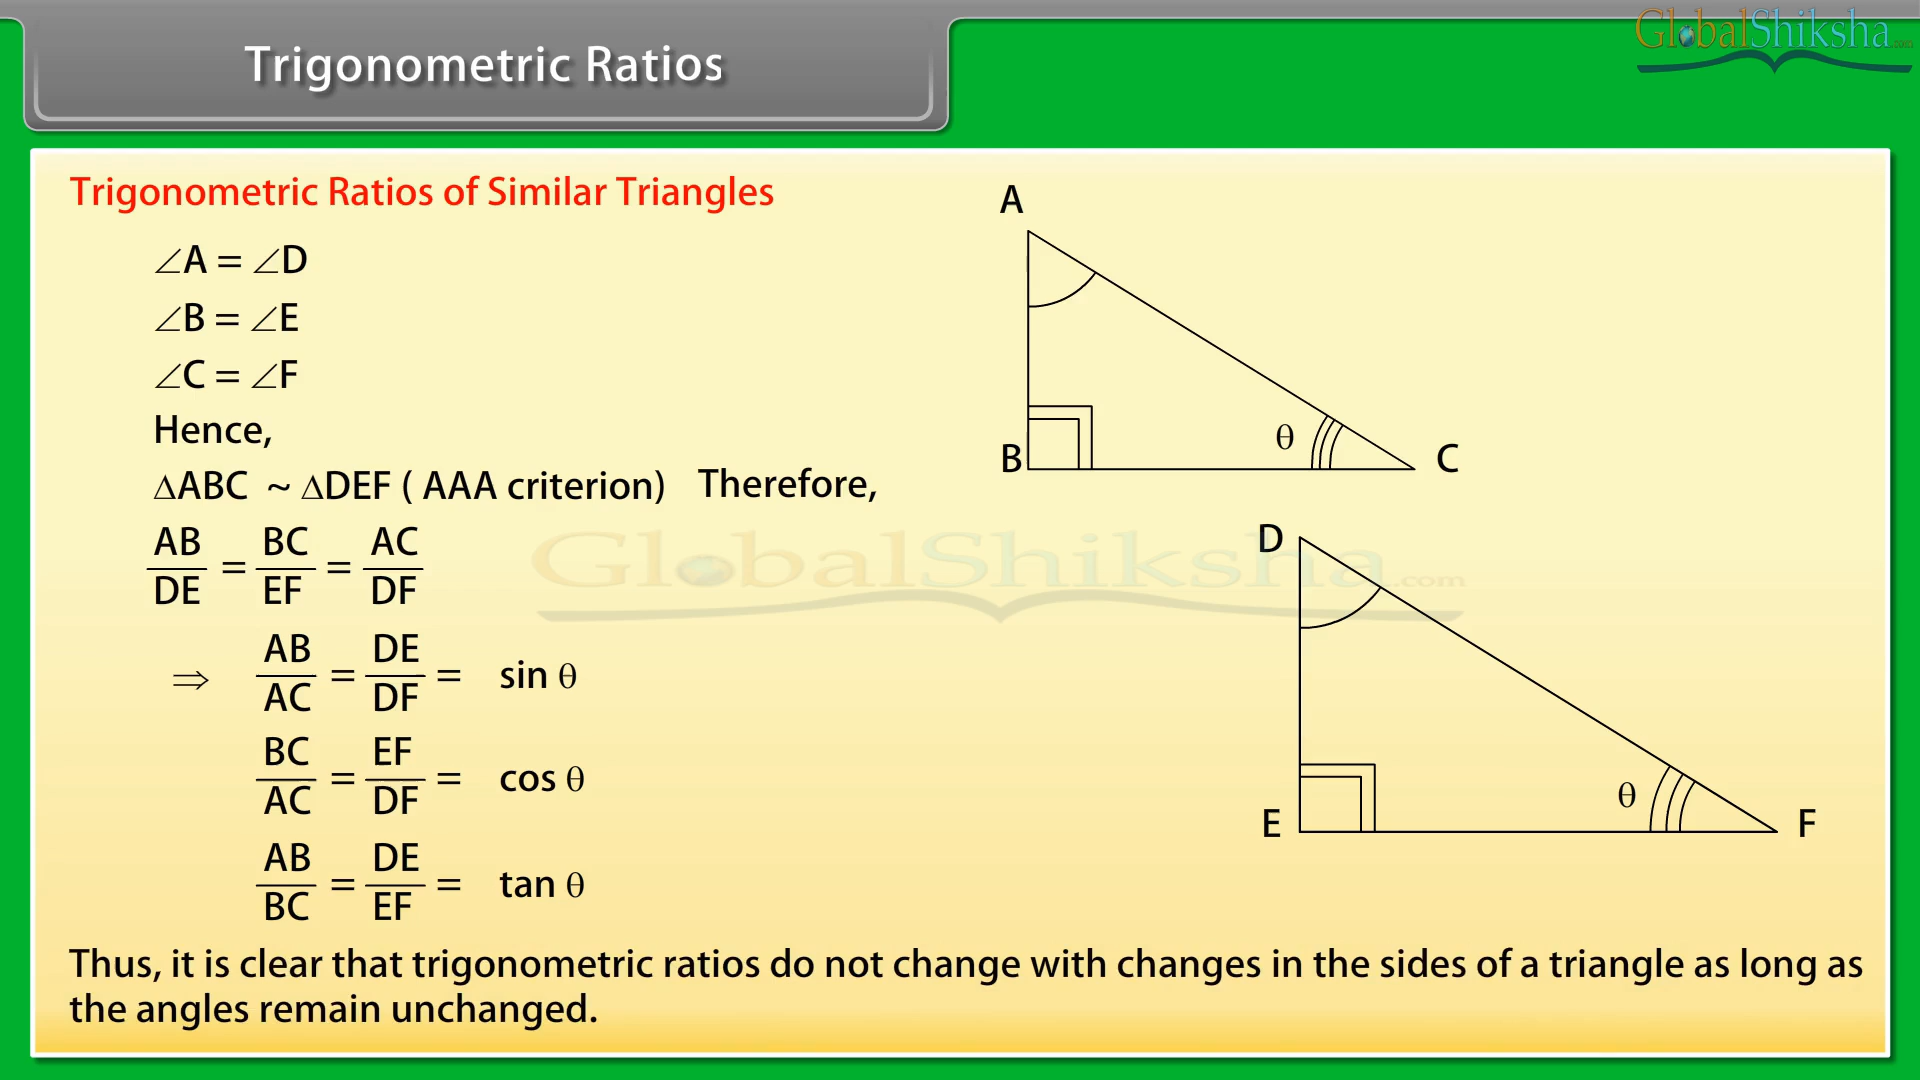 Trigonometric Ratios
GlobalShiksha.com
Trigonometric Ratios of Similar Triangles
∠A = ∠D
∠B = ∠E
∠C = ∠F
Hence,
∆ABC ~ ∆DEF ( AAA criterion) Therefore,
AB/DE = BC/EF = AC/DF
⇒ AB/AC = DE/DF = sin θ
BC/AC = EF/DF = cos θ
AB/BC = DE/EF = tan θ
A
B
θ
C
D
E
θ
F
GlobalShiksha.com
Thus, it is clear that trigonometric ratios do not change with changes in the sides of a triangle as long as
the angles remain unchanged.